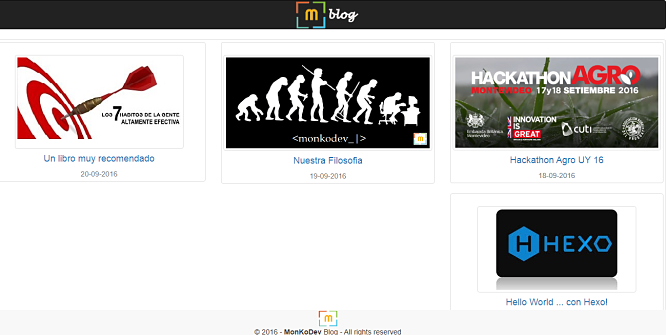 m blog
LOS 7 HABITOS DE LA GENTE
ALTAMENTE EFECTIVA
Un libro muy recomendado
20-09-2016
<monkodev_|>
m
Nuestra Filosofia
19-09-2016
HACKATHON AGRO
MONTEVIDEO 17 y 18 SETIEMBRE 2016
Embajada Británica
Montevideo
INNOVATION
IS
GREAT
cuti
Hackathon Agro UY 16
18-09-2016
HEXO
Hello World ... con Hexo!
m
© 2016 - MonKoDev Blog - All rights reserved